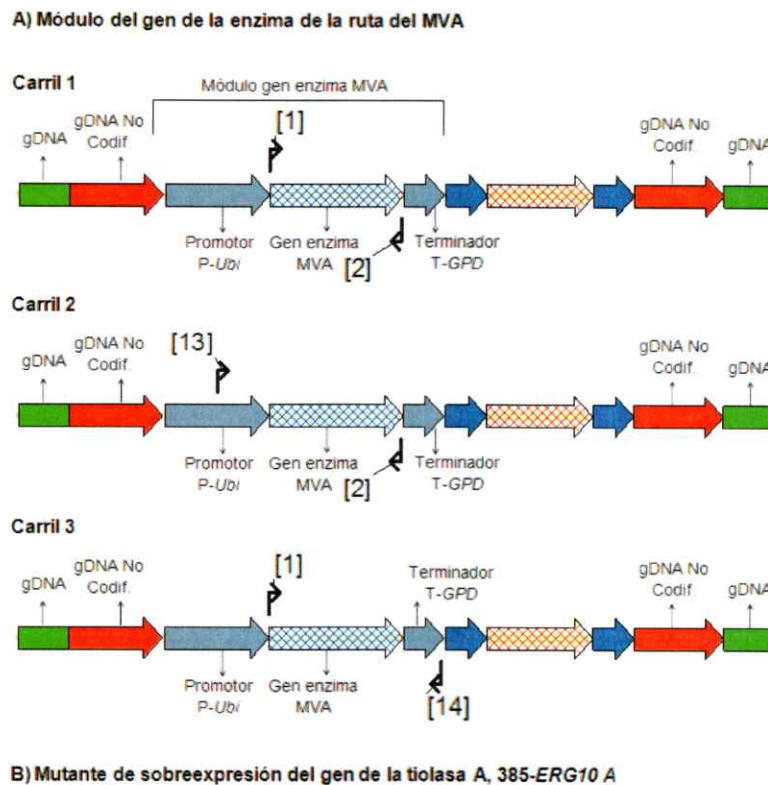 A) Módulo del gen de la enzima de la ruta del MVA
Carril 1
Módulo gen enzima MVA
gDNA
gDNA No
Codif.
[1]
gDNA No
Codif.
gDNA
Promotor
P-Ubi
Gen enzima
MVA
[2]
Terminador
T-GPD
Carril 2
gDNA
gDNA No
Codif.
[13]
gDNA No
Codif.
gDNA
Promotor
P-Ubi
Gen enzima
MVA
[2]
Terminador
T-GPD
Carril 3
gDNA
gDNA No
Codif.
[1]
Terminador
T-GPD
gDNA No
Codif.
gDNA
Promotor
P-Ubi
Gen enzima
MVA
[14]
B) Mutante de sobreexpresión del gen de la tiolasa A, 385-ERG10 A